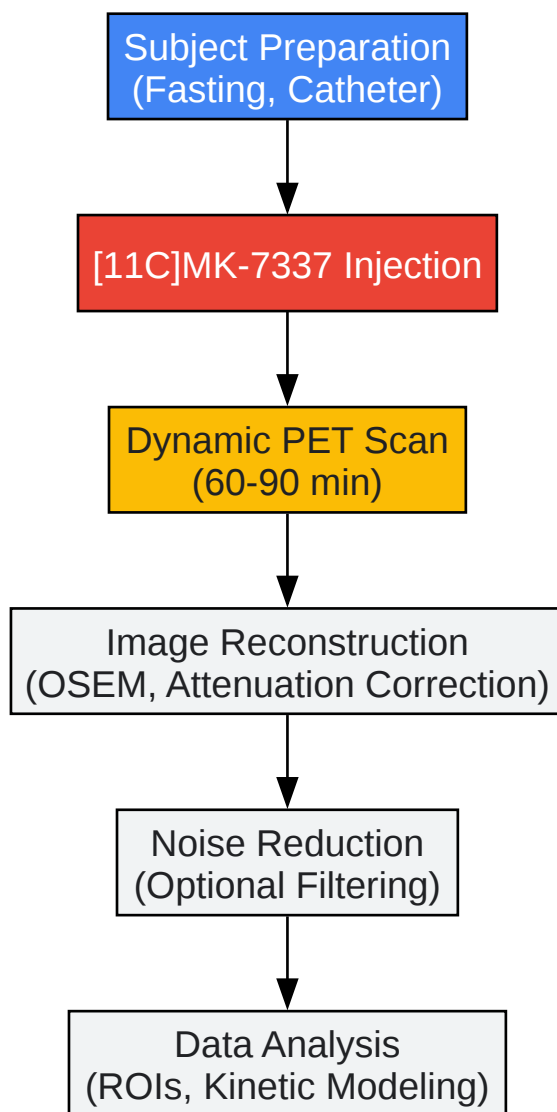 Subject Preparation
(Fasting, Catheter)
[11C]MK-7337 Injection
Dynamic PET Scan
(60-90 min)
Image Reconstruction
(OSEM, Attenuation Correction)
Noise Reduction
(Optional Filtering)
Data Analysis
(ROIs, Kinetic Modeling)